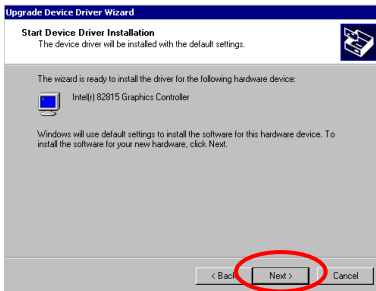 Upgrade Device Driver Wizard
Start Device Driver Installation
The device driver will be installed with the default settings.
The wizard is ready to install the driver for the following hardware device:
Intel(r) 82815 Graphics Controller
Windows will use default settings to install the software for this hardware device. To
install the software for your new hardware, click Next.
< Back Next > Cancel